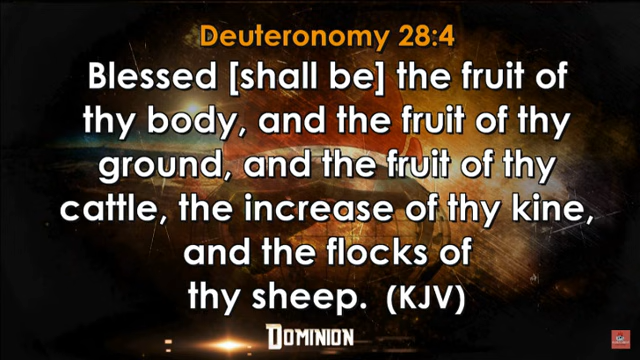 Deuteronomy 28:4
Blessed [shall be] the fruit of
thy body, and the fruit of thy
ground, and the fruit of thy
cattle, the increase of thy kine,
and the flocks of
thy sheep. (KJV)
DOMINION